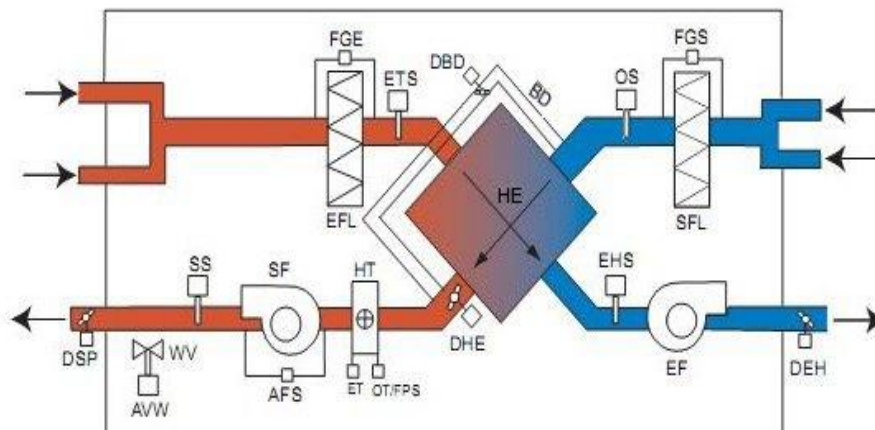 FGE
FGS
DBD
ETS
BD
OS
HE
EFL
SFL
SS
SF
HT
EHS
DSP
WV
DHE
EF
DEH
AVW
AFS
ET
OT/FPS